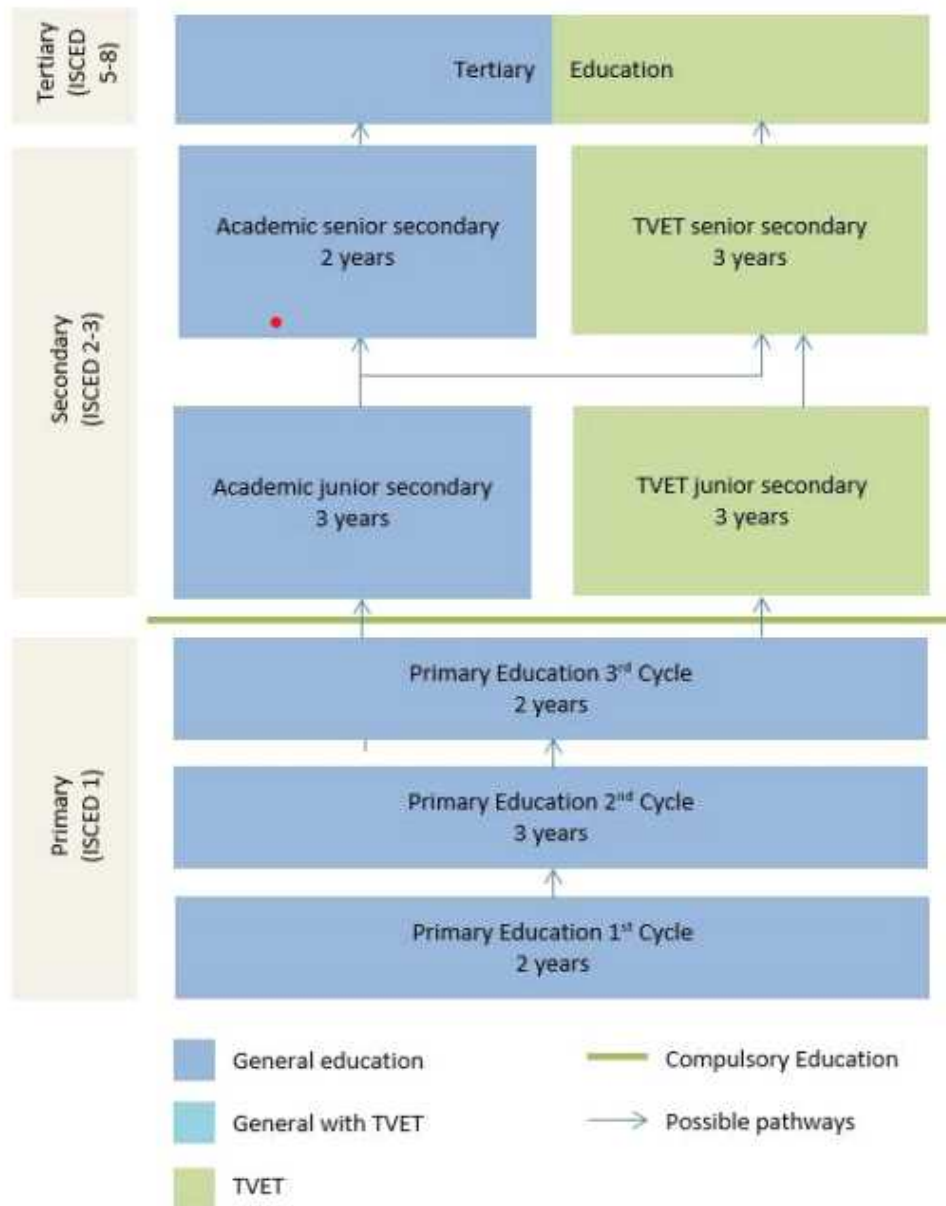 Tertiary
(ISCED
5-8)
Tertiary Education
Secondary
(ISCED 2-3)
Academic senior secondary
2 years
TVET senior secondary
3 years
Academic junior secondary
3 years
TVET junior secondary
3 years
Primary
(ISCED 1)
Primary Education 3rd Cycle
2 years
Primary Education 2nd Cycle
3 years
Primary Education 1st Cycle
2 years
General education
Compulsory Education
General with TVET
Possible pathways
TVET